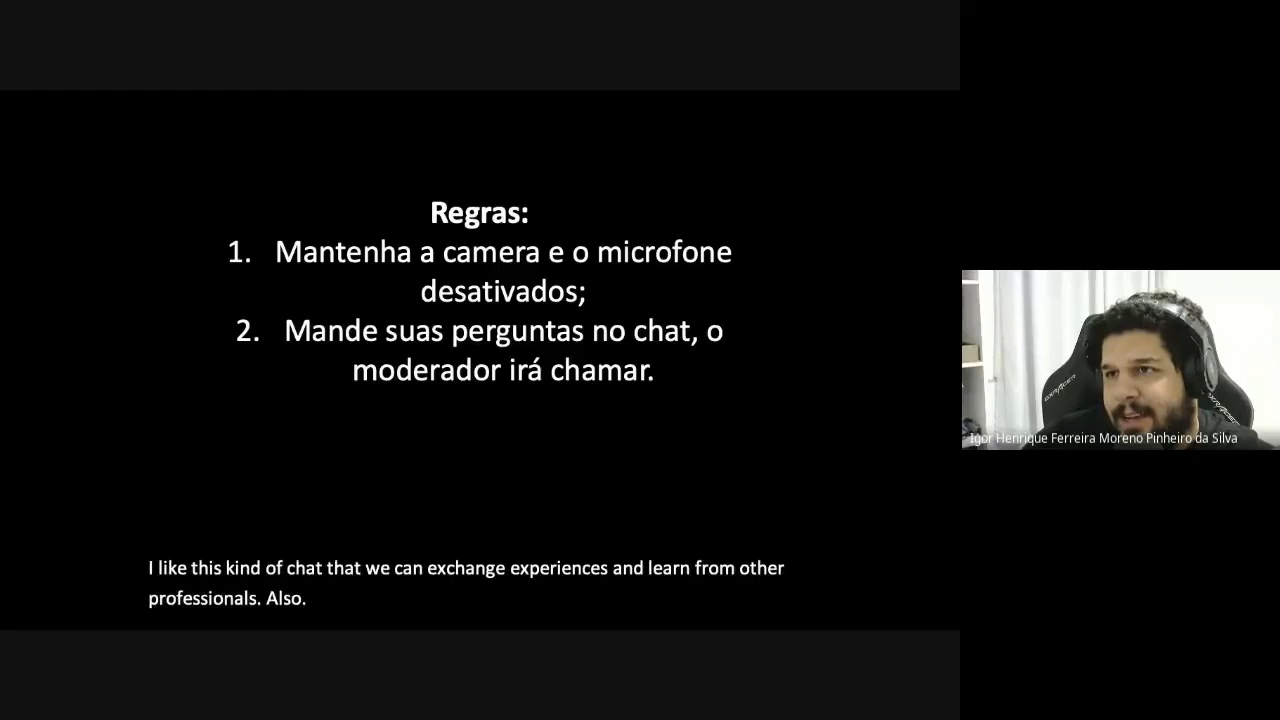 Regras:
1. Mantenha a camera e o microfone
desativados;
2. Mande suas perguntas no chat, o
moderador irá chamar.
I like this kind of chat that we can exchange experiences and learn from other
professionals. Also.
Igor Henrique Ferreira Moreno Pinheiro da Silva